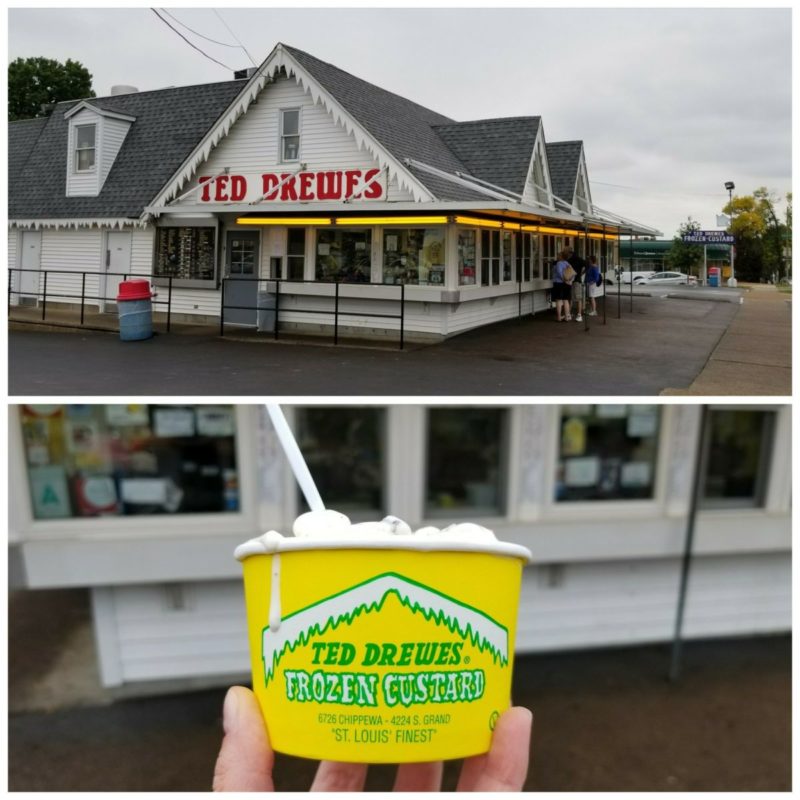 TED DREWES
TED DREWES
FROZEN CUSTARD
TED DREWES®
FROZEN CUSTARD
6726 CHIPPEWA - 4224 S. GRAND
"ST. LOUIS' FINEST"